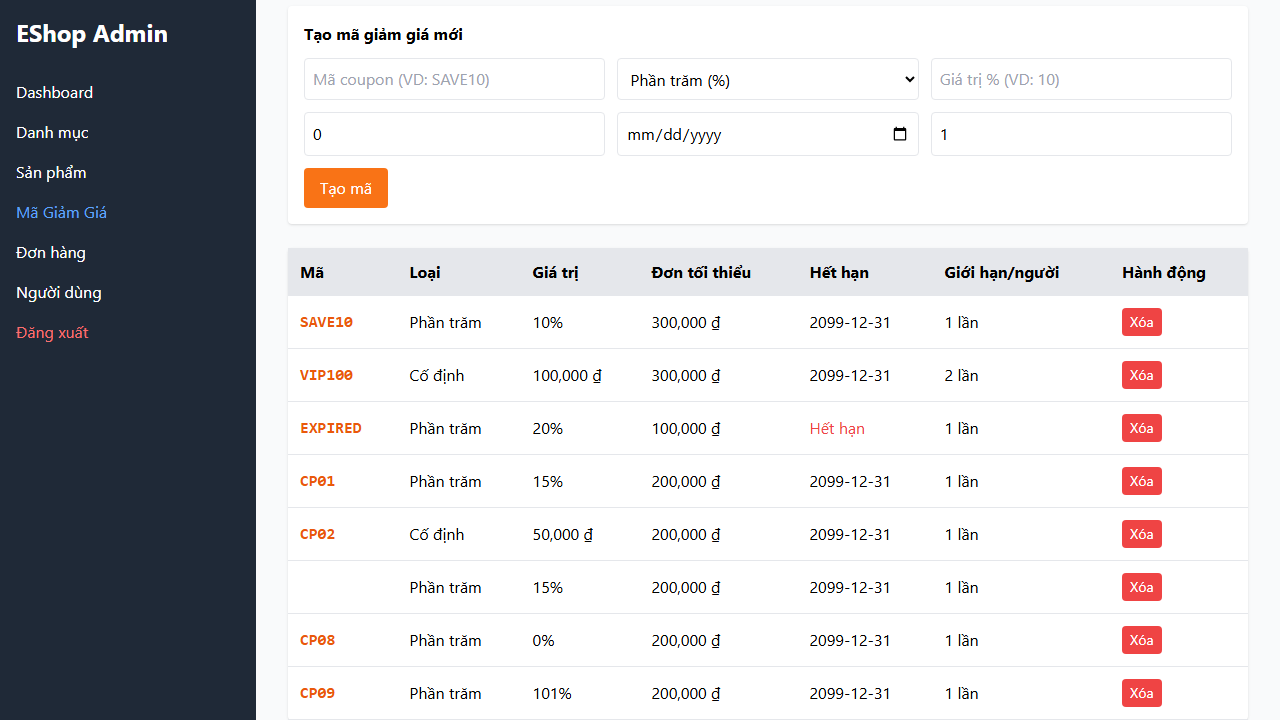 EShop Admin
Dashboard
Danh mục
Sản phẩm
Mã Giảm Giá
Đơn hàng
Người dùng
Đăng xuất
Tạo mã giảm giá mới
Mã coupon (VD: SAVE10) Phần trăm (%) Giá trị % (VD: 10)
0 mm/dd/yyyy 1
Tạo mã
Mã Loại Giá trị Đơn tối thiểu Hết hạn Giới hạn/người Hành động
SAVE10 Phần trăm 10% 300,000 ₫ 2099-12-31 1 lần Xóa
VIP100 Cố định 100,000 ₫ 300,000 ₫ 2099-12-31 2 lần Xóa
EXPIRED Phần trăm 20% 100,000 ₫ Hết hạn 1 lần Xóa
CP01 Phần trăm 15% 200,000 ₫ 2099-12-31 1 lần Xóa
CP02 Cố định 50,000 ₫ 200,000 ₫ 2099-12-31 1 lần Xóa
Phần trăm 15% 200,000 ₫ 2099-12-31 1 lần Xóa
CP08 Phần trăm 0% 200,000 ₫ 2099-12-31 1 lần Xóa
CP09 Phần trăm 101% 200,000 ₫ 2099-12-31 1 lần Xóa